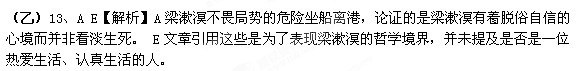 （乙）13、A E【解析】A梁漱溟不畏局势的危险坐船离港，论证的是梁漱溟有着脱俗自信的
心境而并非看淡生死。 E文章引用这些是为了表现梁漱溟的哲学境界，并未提及是否是一位
热爱生活、认真生活的人。